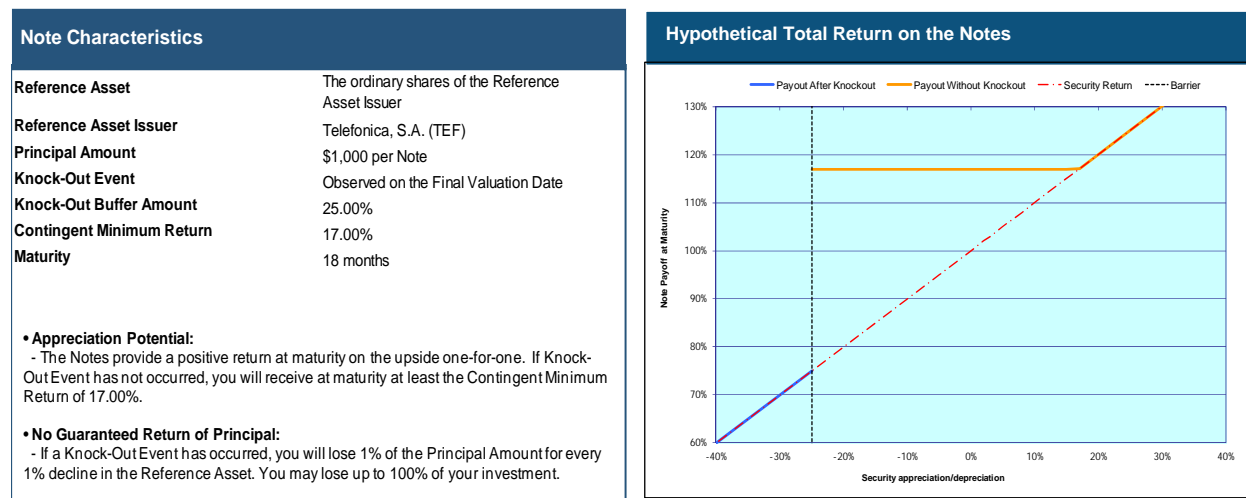 Note Characteristics
Reference Asset The ordinary shares of the Reference
Asset Issuer
Reference Asset Issuer Telefonica, S.A. (TEF)
Principal Amount $1,000 per Note
Knock-Out Event Observed on the Final Valuation Date
Knock-Out Buffer Amount 25.00%
Contingent Minimum Return 17.00%
Maturity 18 months
• Appreciation Potential:
- The Notes provide a positive return at maturity on the upside one-for-one. If Knock-
Out Event has not occurred, you will receive at maturity at least the Contingent Minimum
Return of 17.00%.
• No Guaranteed Return of Principal:
- If a Knock-Out Event has occurred, you will lose 1% of the Principal Amount for every
1% decline in the Reference Asset. You may lose up to 100% of your investment.
Hypothetical Total Return on the Notes
Payout After Knockout Payout Without Knockout Security Return Barrier
130%
120%
110%
100%
90%
80%
70%
60%
Note Payoff at Maturity
-40% -30% -20% -10% 0% 10% 20% 30% 40%
Security appreciation/depreciation